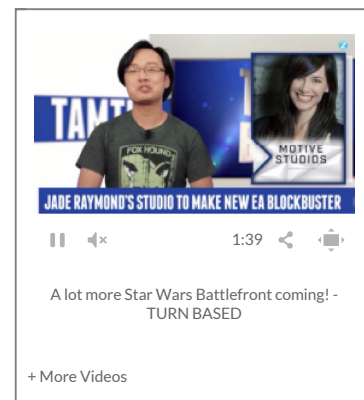 TAMT
FOX HOUND
MOTIVE
STUDIOS
JADE RAYMOND'S STUDIO TO MAKE NEW EA BLOCKBUSTER
1:39
A lot more Star Wars Battlefront coming! -
TURN BASED
+ More Videos